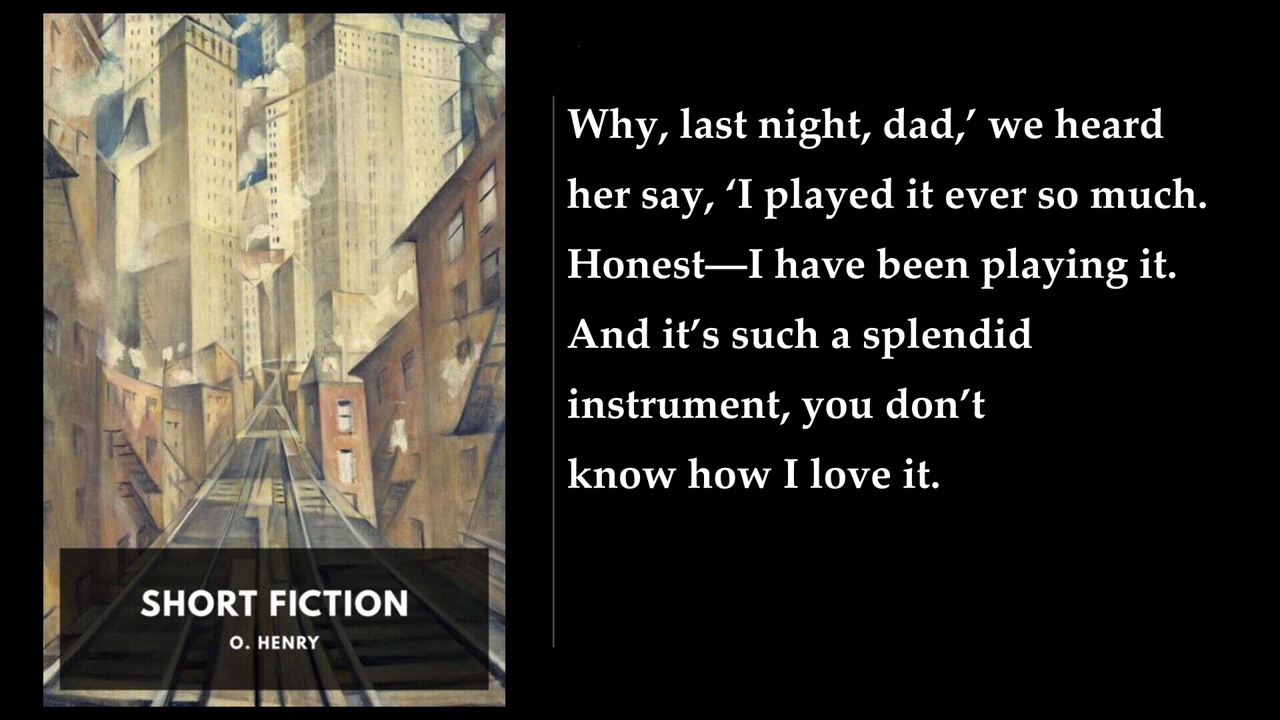 Why, last night, dad,’ we heard
her say, ‘I played it ever so much.
Honest—I have been playing it.
And it’s such a splendid
instrument, you don’t
know how I love it.
SHORT FICTION
O. HENRY